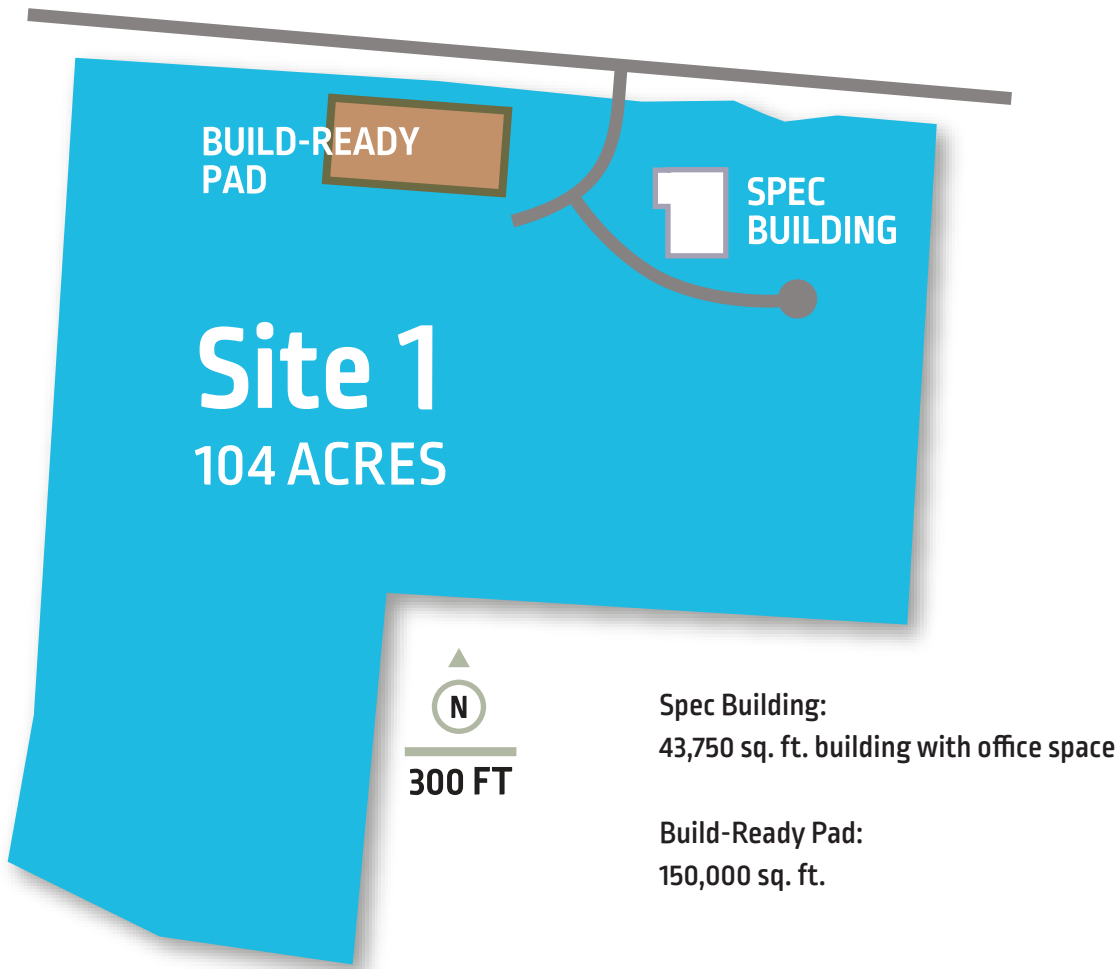 BUILD-READY
PAD
SPEC
BUILDING
Site 1
104 ACRES
N
300 FT
Spec Building:
43,750 sq. ft. building with office space
Build-Ready Pad:
150,000 sq. ft.